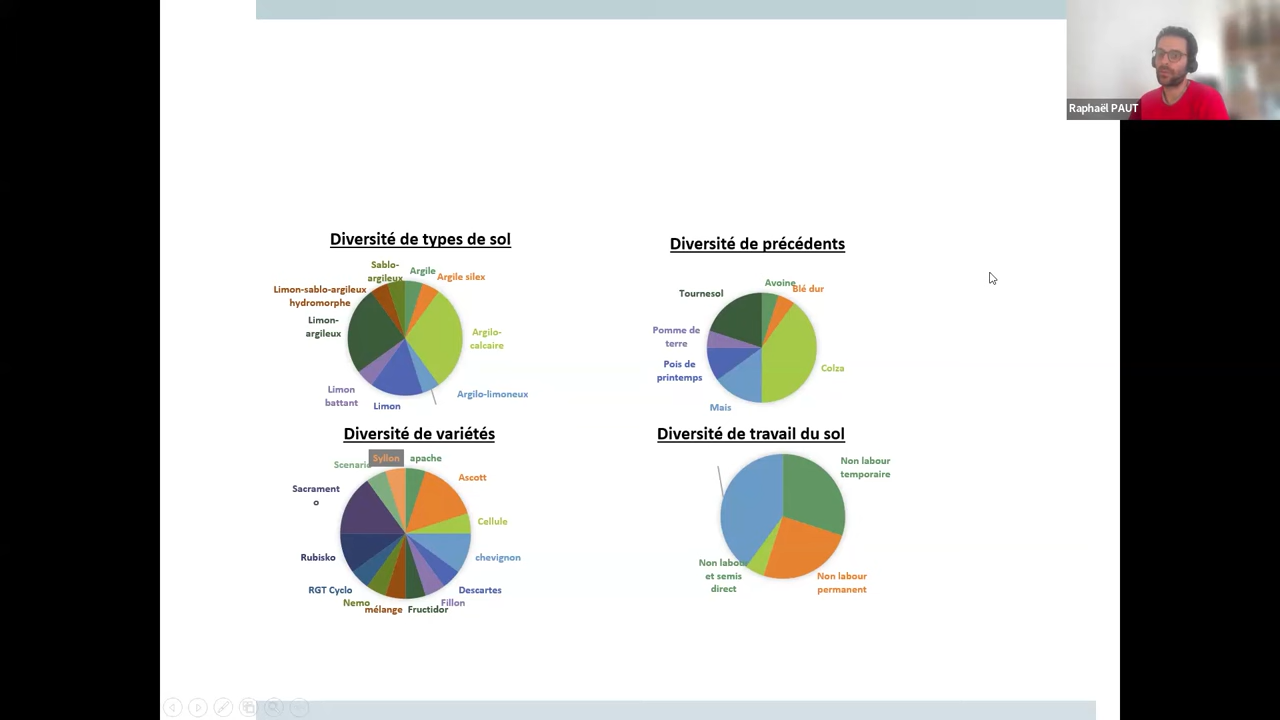 Raphaël PAUT
Diversité de types de sol
Sablo-
argileux
Argile
Argile silex
Limon-sablo-argileux
hydromorphe
Limon-
argileux
Argilo-
calcaire
Limon
battant
Limon
Argilo-limoneux
Diversité de précédents
Avoine
Blé dur
Tournesol
Pomme de
terre
Pois de
printemps
Colza
Mais
Diversité de variétés
Scenario
Syllon
apache
Ascott
Sacrament
o
Cellule
Rubisko
chevignon
RGT Cyclo
Descartes
Nemo
Fillon
mélange
Fructidor
Diversité de travail du sol
Non labour
temporaire
Non labour
et semis
direct
Non labour
permanent